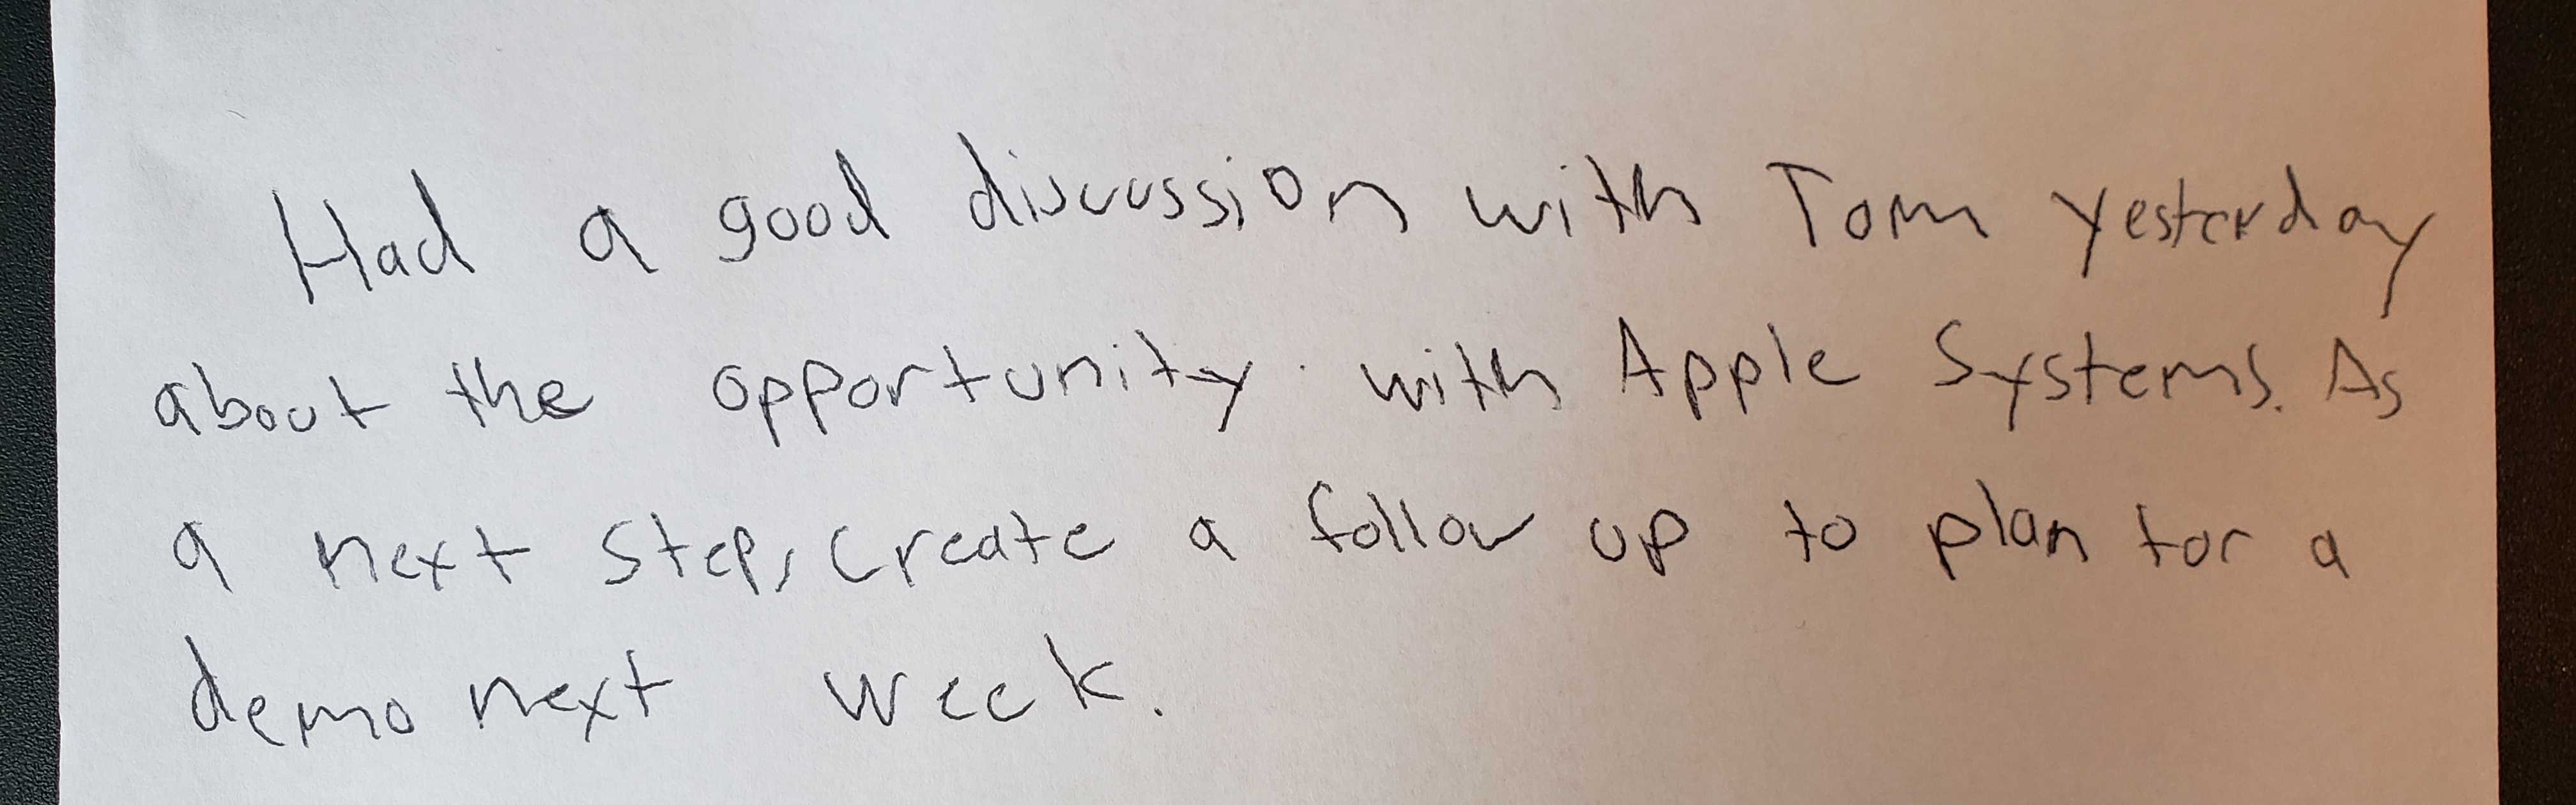 Had a good discussion with Tom yesterday
about the opportunity with Apple Systems. As
a next step, create a follow up to plan for a
demo next week.